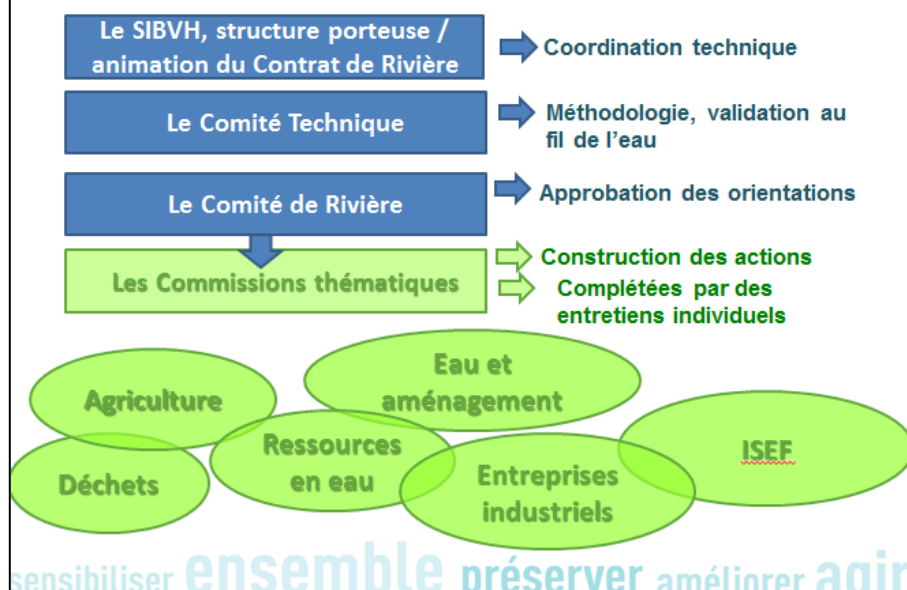 Le SIBVH, structure porteuse /
animation du Contrat de Rivière
Coordination technique
Le Comité Technique
Méthodologie, validation au
fil de l'eau
Le Comité de Rivière
Approbation des orientations
Les Commissions thématiques
Construction des actions
Complétées par des
entretiens individuels
Eau et
aménagement
Agriculture
Ressources
en eau
ISEF
Déchets
Entreprises
industriels
sensibiliser ensemble préserver améliorer agir